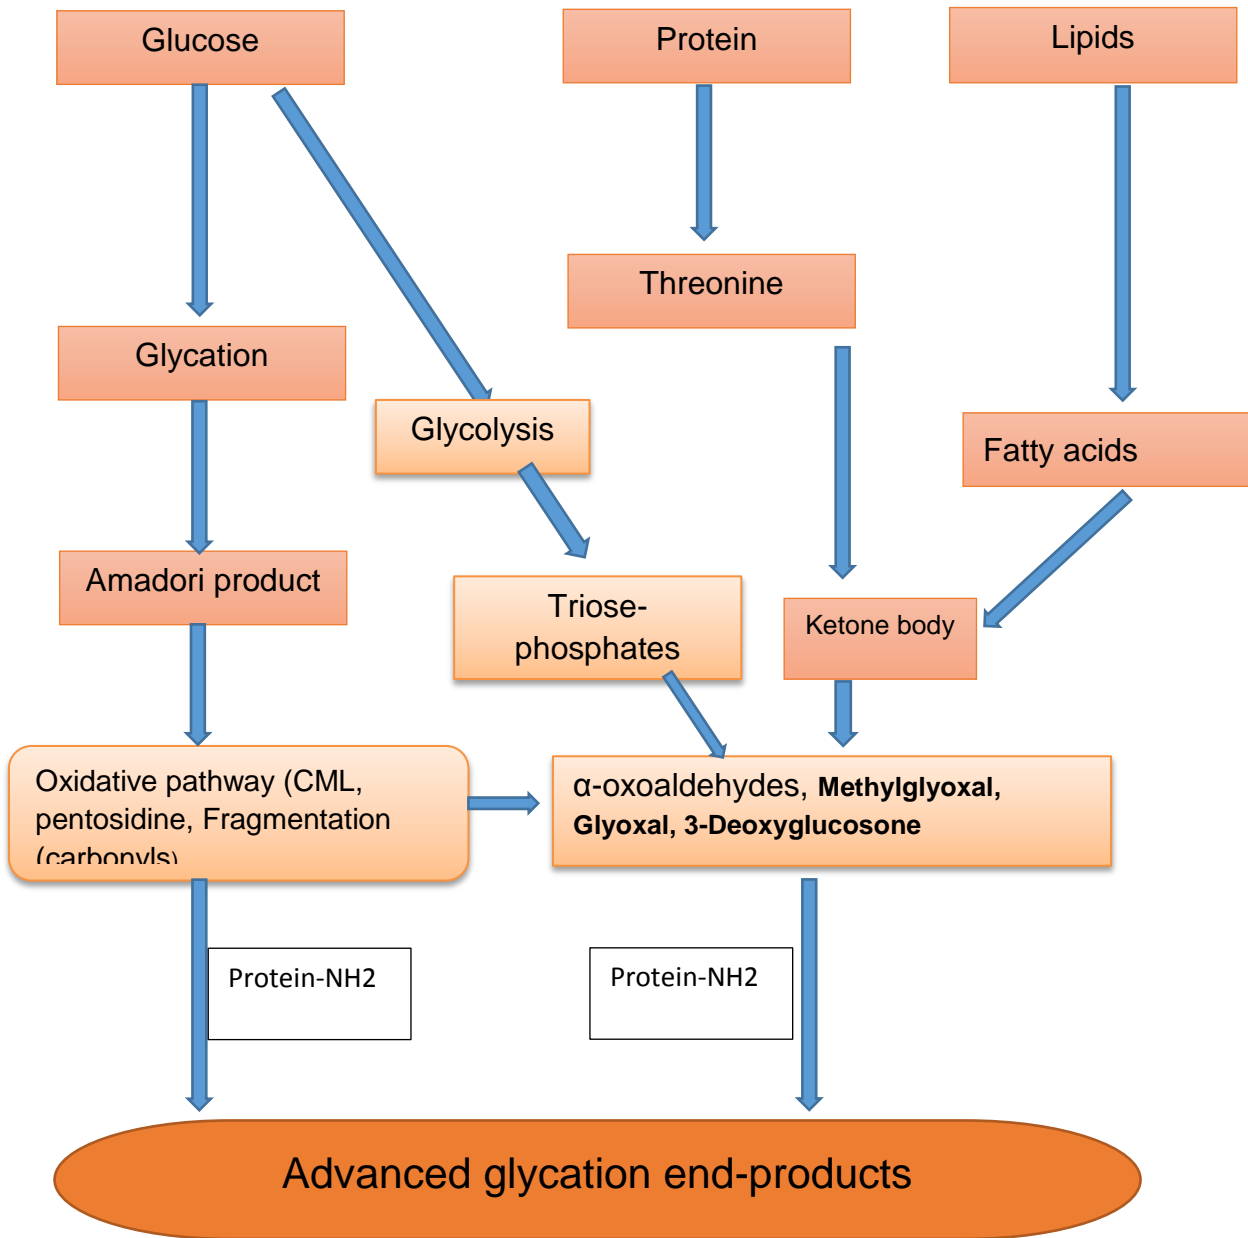 Glucose
Protein
Lipids
Threonine
Glycation
Glycolysis
Fatty acids
Amadori product
Triose-
phosphates
Ketone body
Oxidative pathway (CML,
pentosidine, Fragmentation
(carbonyls)
α-oxoaldehydes, Methylglyoxal,
Glyoxal, 3-Deoxyglucosone
Protein-NH2
Protein-NH2
Advanced glycation end-products